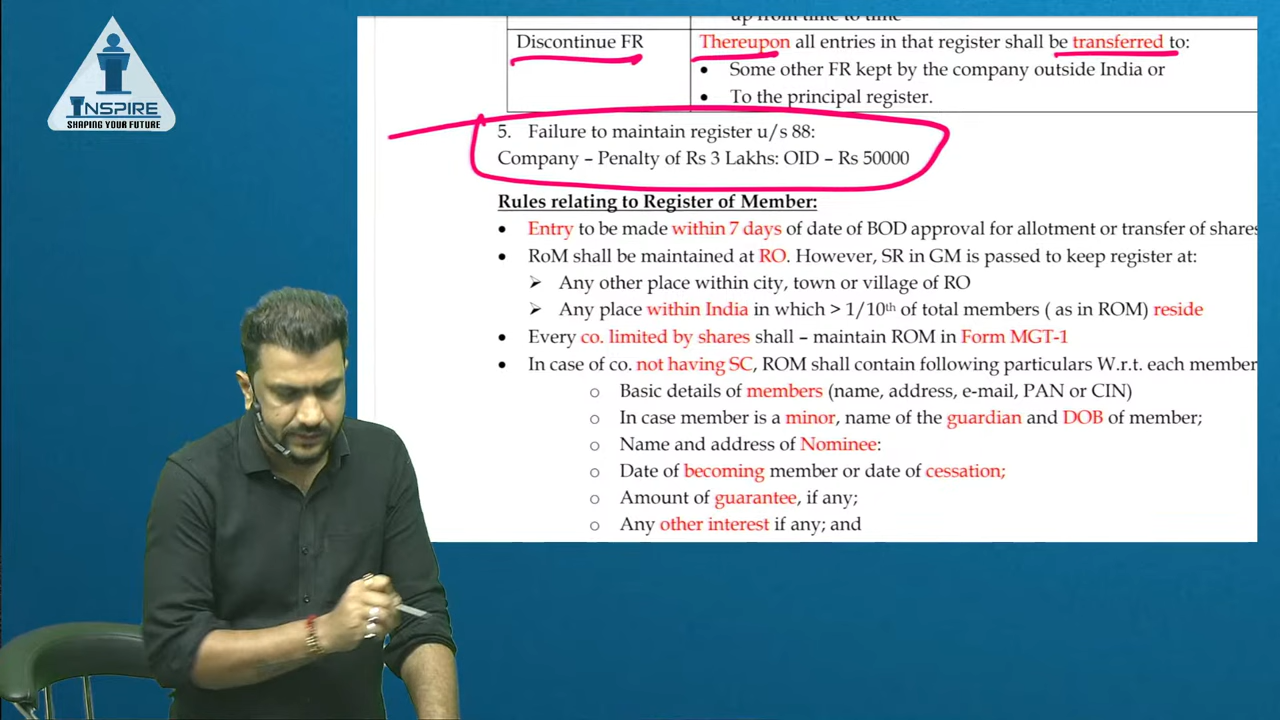 INSPIRE
SHAPING YOUR FUTURE
up from time to time
Discontinue FR
Thereupon all entries in that register shall be transferred to:
• Some other FR kept by the company outside India or
• To the principal register.
5. Failure to maintain register u/s 88:
Company – Penalty of Rs 3 Lakhs: OID – Rs 50000
Rules relating to Register of Member:
• Entry to be made within 7 days of date of BOD approval for allotment or transfer of shares
• RoM shall be maintained at RO. However, SR in GM is passed to keep register at:
➢ Any other place within city, town or village of RO
➢ Any place within India in which > 1/10th of total members ( as in ROM) reside
• Every co. limited by shares shall – maintain ROM in Form MGT-1
• In case of co. not having SC, ROM shall contain following particulars W.r.t. each member
o Basic details of members (name, address, e-mail, PAN or CIN)
o In case member is a minor, name of the guardian and DOB of member;
o Name and address of Nominee:
o Date of becoming member or date of cessation;
o Amount of guarantee, if any;
o Any other interest if any; and